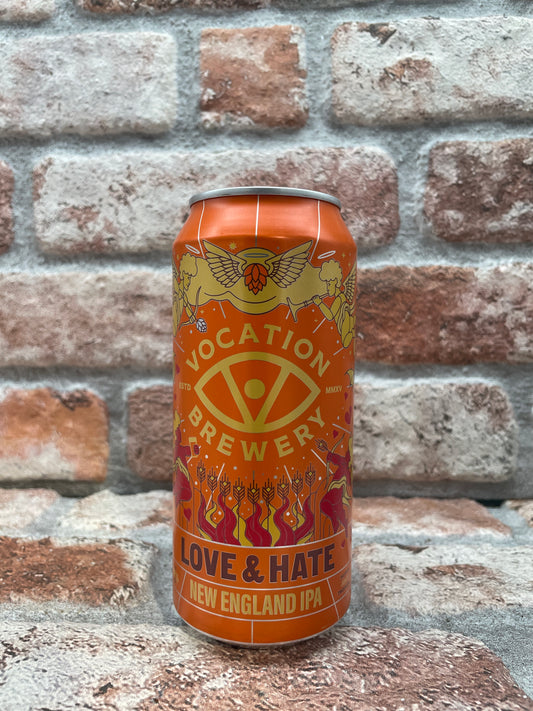 VOCATION
ESTD
MMXV
BREWERY
LOVE & HATE
NEW ENGLAND IPA